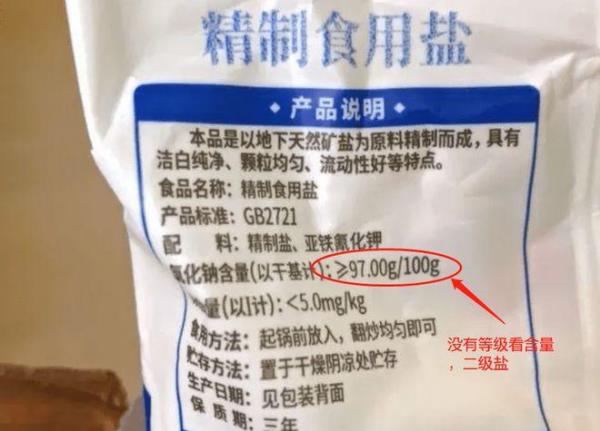 精制食用盐
产品说明
本品是以地下天然矿盐为原料精制而成，具有
洁白纯净、颗粒均匀、流动性好等特点。
食品名称：精制食用盐
产品标准：GB2721
配 料：精制盐、亚铁氰化钾
化钠含量(以干基计)：≥97.00g/100g
量(以I计)：<5.0mg/kg
食用方法：起锅前放入，翻炒均匀即可
贮存方法：置于干燥阴凉处贮存
生产日期：见包装背面
保 质 期：三年
没有等级看含量
，二级盐